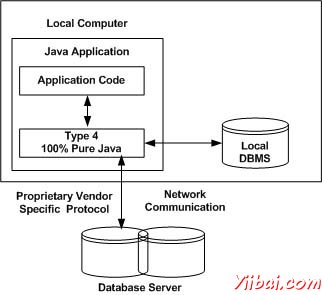 Local Computer
Java Application
Application Code
Type 4
100% Pure Java
Local
DBMS
Proprietary Vendor
Specific Protocol
Network
Communication
Database Server
Yiibai.com